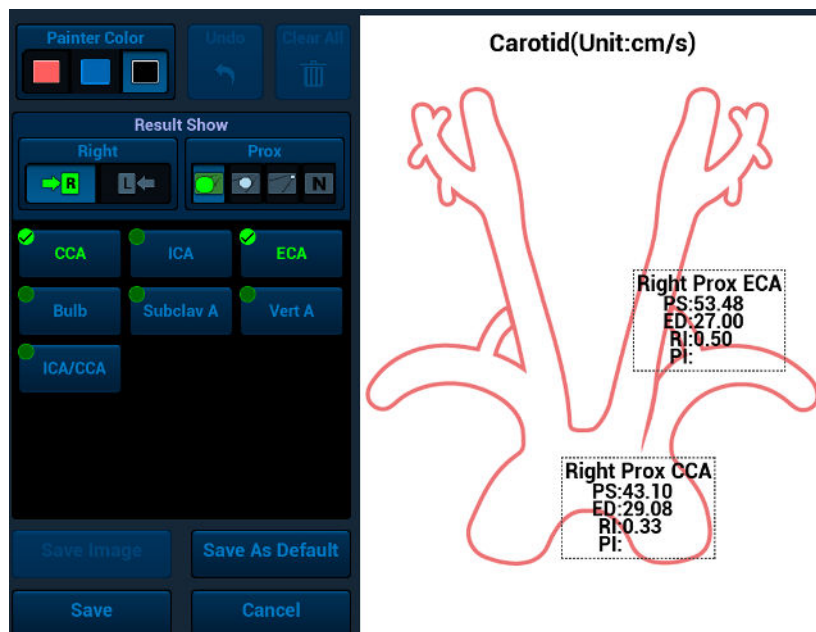 Painter Color
Undo
Clear All
Result Show
Right
Prox
R
L
N
CCA
ICA
ECA
Bulb
Subclav A
Vert A
ICA/CCA
Save Image
Save As Default
Save
Cancel
Carotid(Unit:cm/s)
Right Prox ECA
PS:53.48
ED:27.00
RI:0.50
PI:
Right Prox CCA
PS:43.10
ED:29.08
RI:0.33
PI: